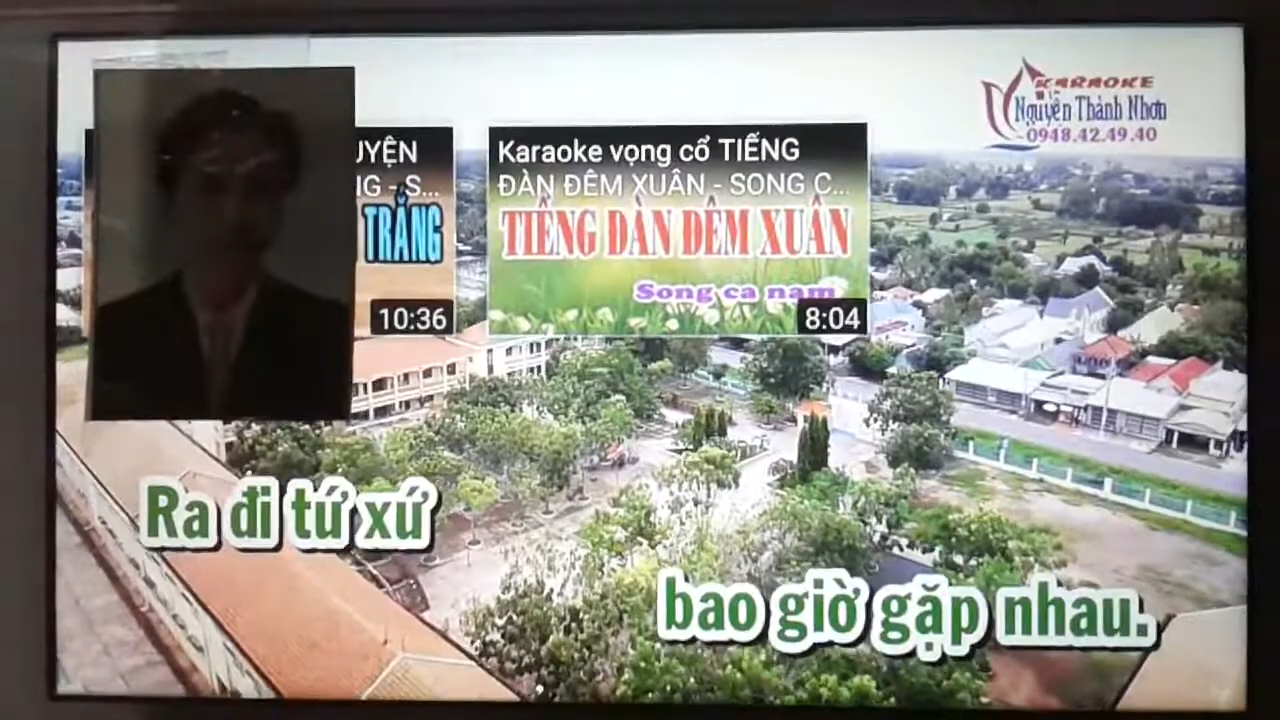 KARAOKE
Nguyễn Thành Nhơn
0948.42.49.40
UYỆN
NG - S...
TRẮNG
10:36
Karaoke vọng cổ TIẾNG
ĐÀN ĐÊM XUÂN - SONG C...
TIẾNG ĐÀN ĐÊM XUÂN
Song ca nam
8:04
Ra đi tứ xứ
bao giờ gặp nhau.